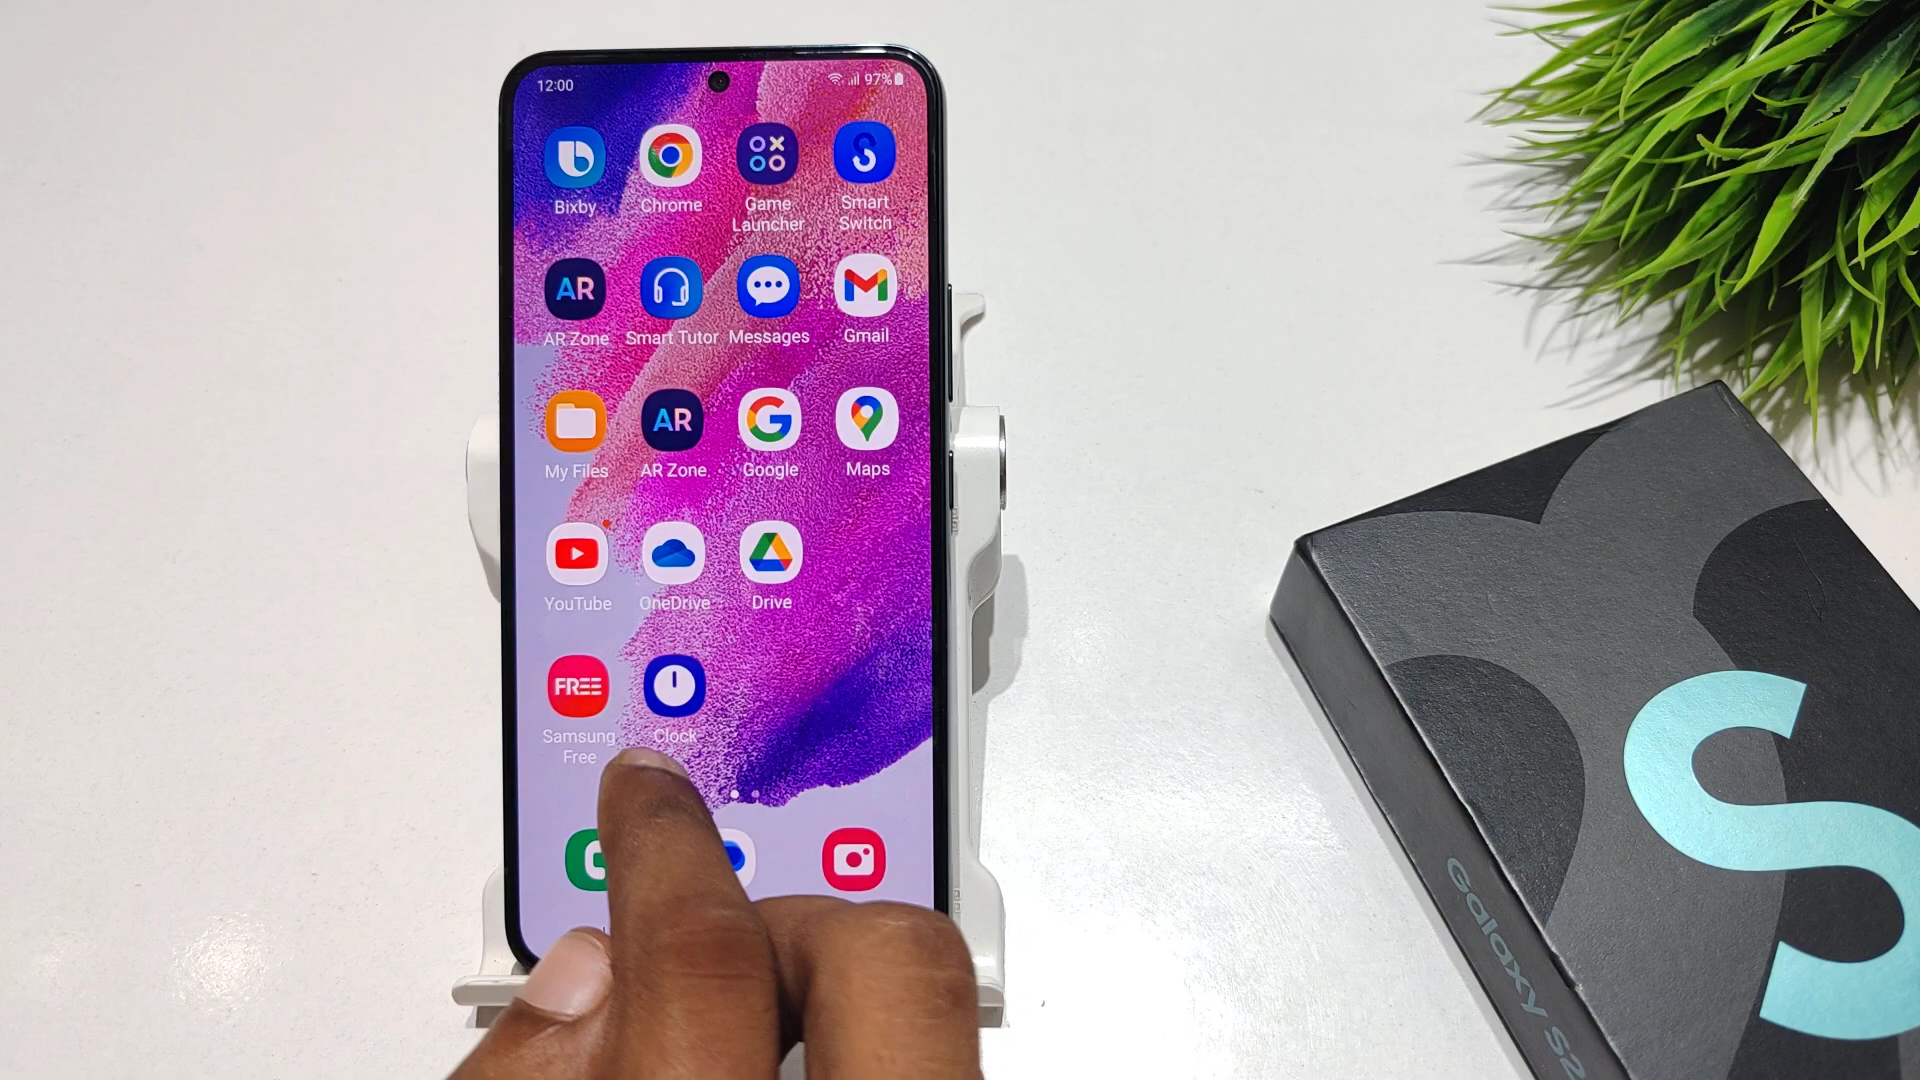 12:00 97%
Bixby Chrome Game Launcher Smart Switch
AR
AR Zone Smart Tutor Messages Gmail
AR
My Files AR Zone Google Maps
YouTube OneDrive Drive
FREE
Samsung Free Clock
S
Galaxy S2